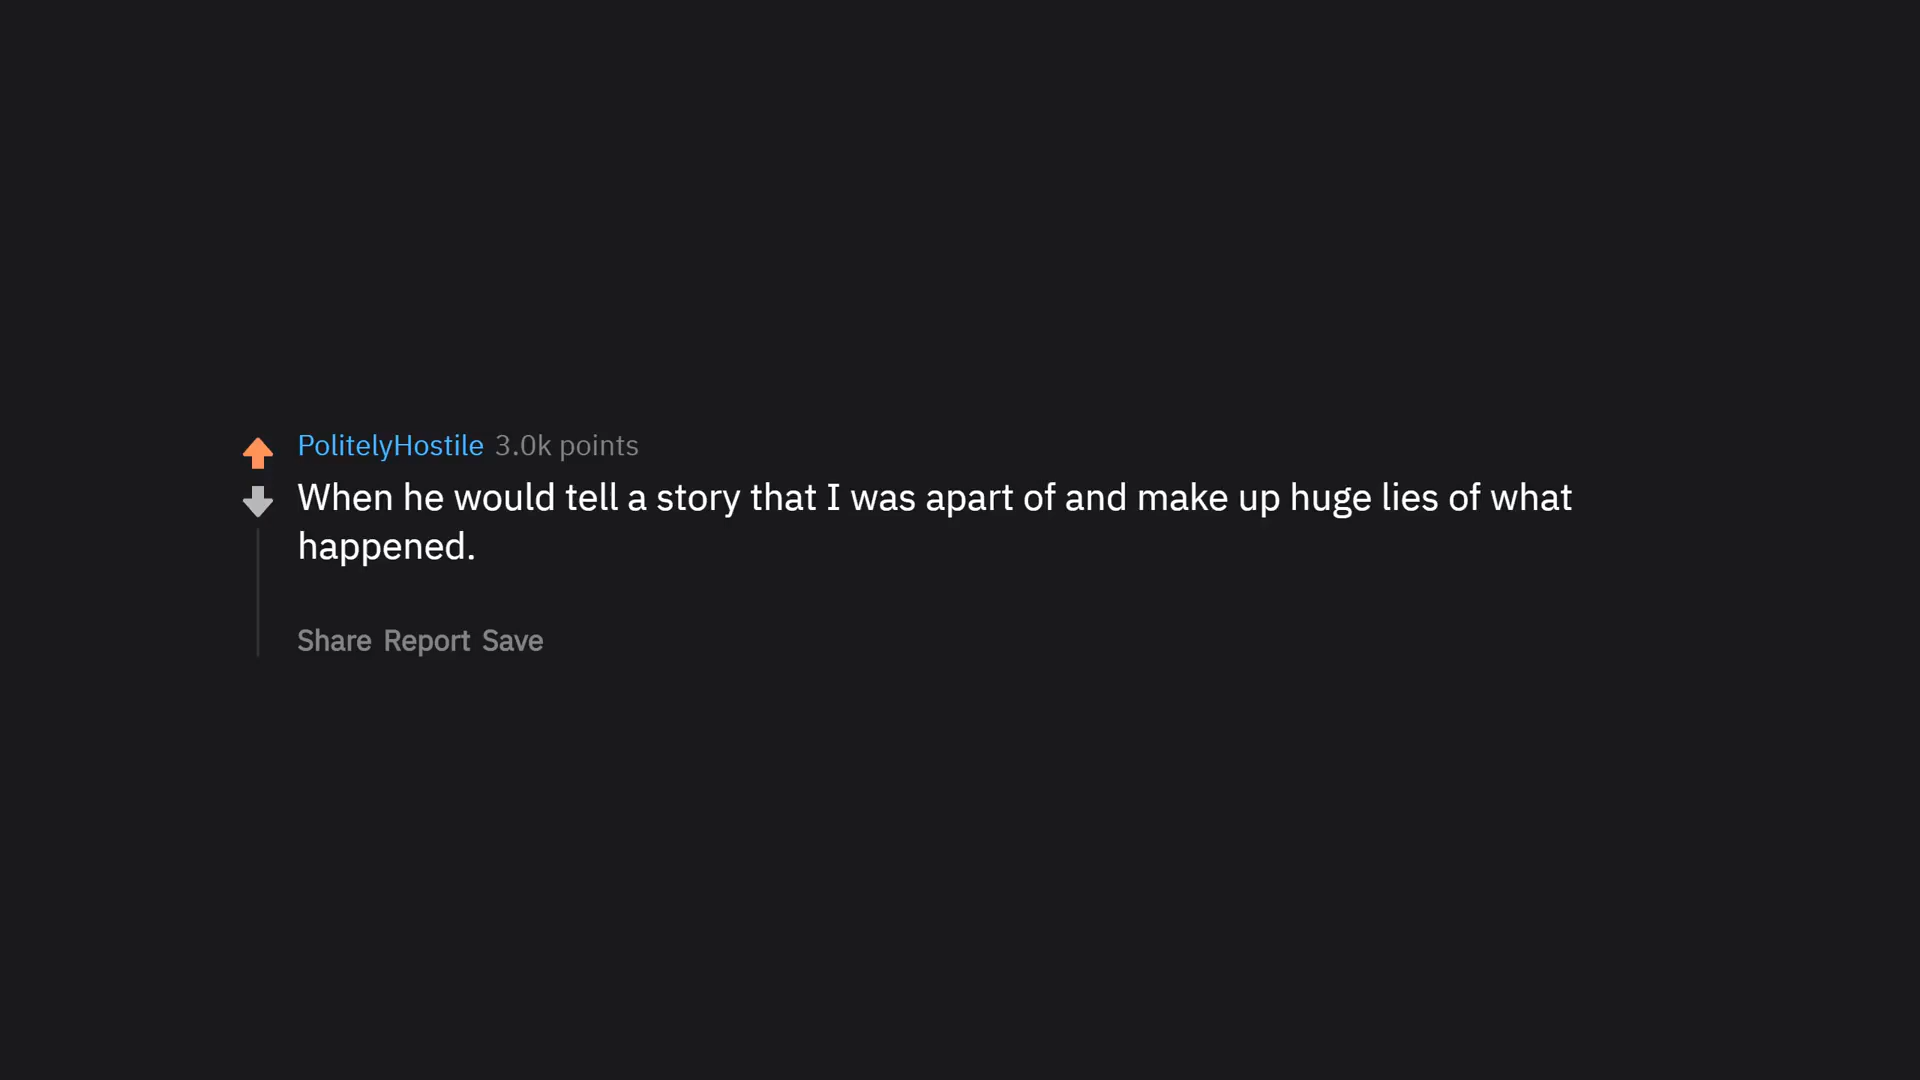 PolitelyHostile 3.0k points
When he would tell a story that I was apart of and make up huge lies of what
happened.
Share Report Save